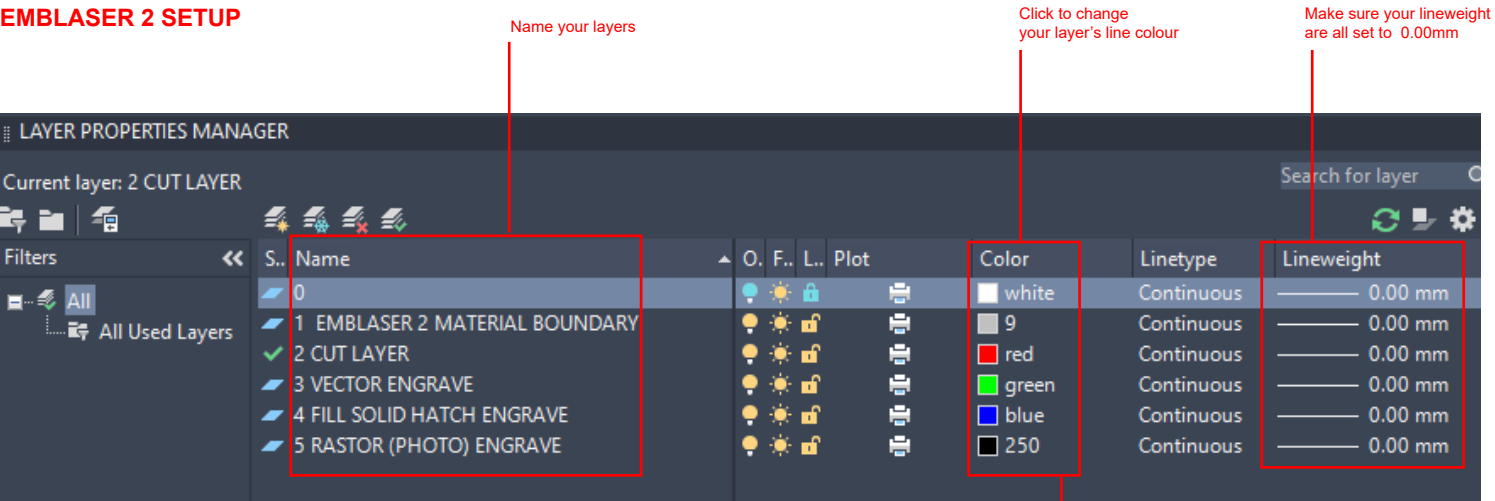 EMBLASER 2 SETUP
Name your layers
Click to change
your layer's line colour
Make sure your lineweight
are all set to 0.00mm
LAYER PROPERTIES MANAGER
Current layer: 2 CUT LAYER
Search for layer
Filters
S.. Name O. F.. L.. Plot Color Linetype Lineweight
All
All Used Layers
0 white Continuous 0.00 mm
1 EMBLASER 2 MATERIAL BOUNDARY 9 Continuous 0.00 mm
2 CUT LAYER red Continuous 0.00 mm
3 VECTOR ENGRAVE green Continuous 0.00 mm
4 FILL SOLID HATCH ENGRAVE blue Continuous 0.00 mm
5 RASTOR (PHOTO) ENGRAVE 250 Continuous 0.00 mm